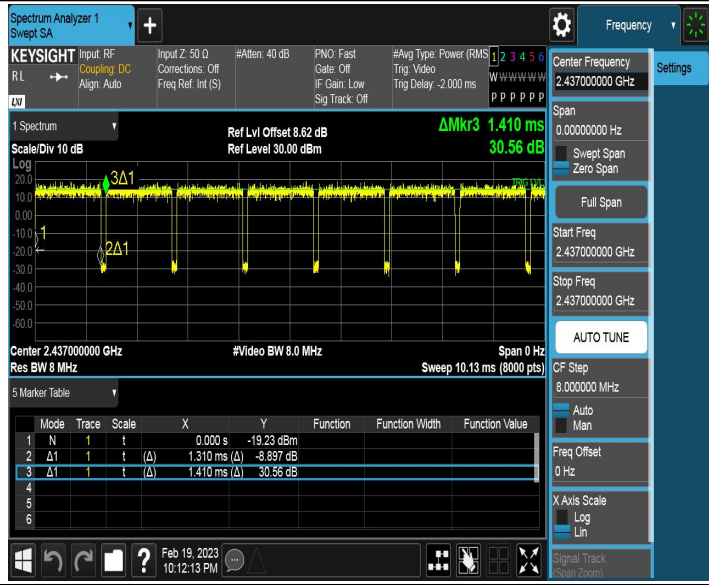 Spectrum Analyzer 1
Swept SA
Frequency
KEYSIGHT
RL
LXI
Input: RF
Coupling: DC
Align: Auto
Input Z: 50 Ω
Corrections: Off
Freq Ref: Int (S)
#Atten: 40 dB
PNO: Fast
Gate: Off
IF Gain: Low
Sig Track: Off
#Avg Type: Power (RMS
Trig: Video
Trig Delay: -2.000 ms
1 2 3 4 5 6
W W W W W W
P P P P P P
Center Frequency
2.437000000 GHz
Settings
Span
0.00000000 Hz
Swept Span
Zero Span
Full Span
Start Freq
2.437000000 GHz
Stop Freq
2.437000000 GHz
AUTO TUNE
CF Step
8.000000 MHz
Auto
Man
Freq Offset
0 Hz
X Axis Scale
Log
Lin
Signal Track
(Span Zoom)
1 Spectrum
Scale/Div 10 dB
Ref Lvl Offset 8.62 dB
Ref Level 30.00 dBm
ΔMkr3 1.410 ms
30.56 dB
Log
20.0
10.0
0.00
-10.0
-20.0
-30.0
-40.0
-50.0
-60.0
3Δ1
TRIG LVL
1
2Δ1
Center 2.437000000 GHz
#Video BW 8.0 MHz
Span 0 Hz
Res BW 8 MHz
Sweep 10.13 ms (8000 pts)
5 Marker Table
Mode Trace Scale X Y Function Function Width Function Value
1 N 1 t 0.000 s -19.23 dBm
2 Δ1 1 t (Δ) 1.310 ms (Δ) -8.897 dB
3 Δ1 1 t (Δ) 1.410 ms (Δ) 30.56 dB
4
5
6
?
Feb 19, 2023
10:12:13 PM